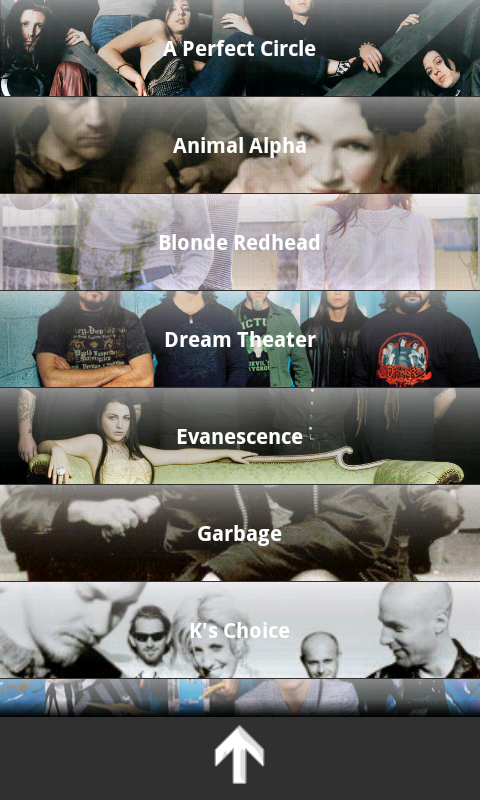 A Perfect Circle
Animal Alpha
Blonde Redhead
Dream Theater
Evanescence
Garbage
K's Choice